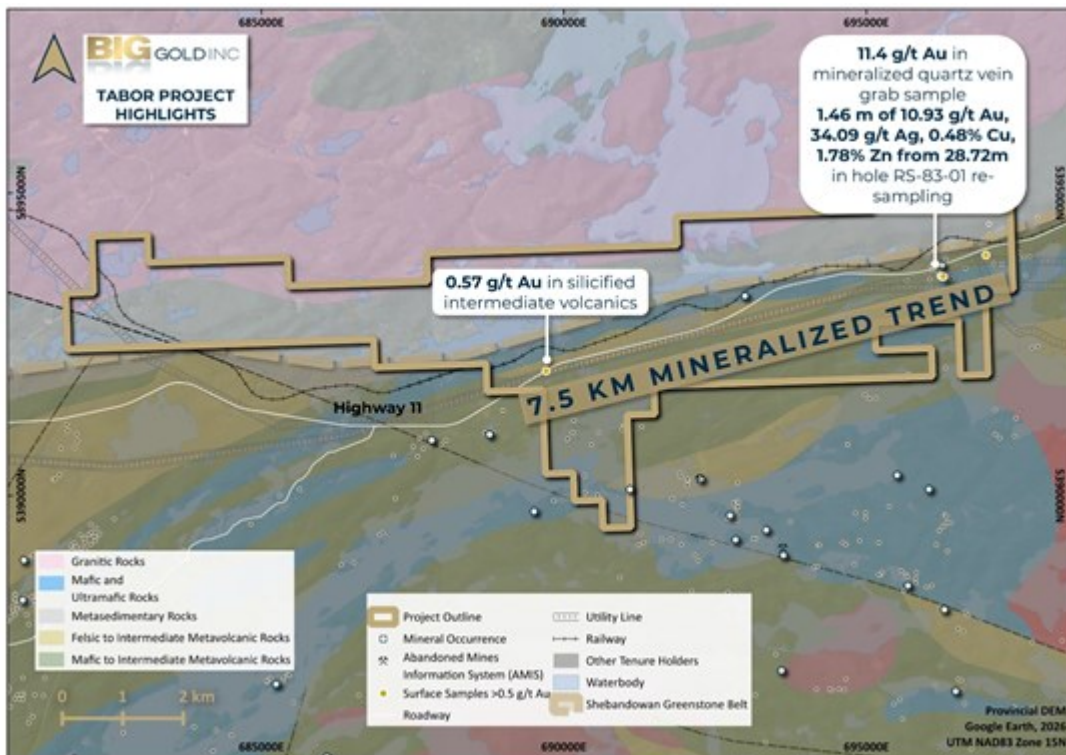 685000E
690000E
695000E
BIG GOLD INC
TABOR PROJECT
HIGHLIGHTS
11.4 g/t Au in
mineralized quartz vein
grab sample
1.46 m of 10.93 g/t Au,
34.09 g/t Ag, 0.48% Cu,
1.78% Zn from 28.72m
in hole RS-83-01 re-
sampling
5395000N
5395000N
0.57 g/t Au in silicified
intermediate volcanics
7.5 KM MINERALIZED TREND
Highway 11
5390000N
5390000N
Granitic Rocks
Mafic and
Ultramafic Rocks
Metasedimentary Rocks
Felsic to Intermediate Metavolcanic Rocks
Mafic to Intermediate Metavolcanic Rocks
0 1 2 km
Project Outline
Mineral Occurrence
Abandoned Mines
Information System (AMIS)
Surface Samples >0.5 g/t Au
Roadway
Utility Line
Railway
Other Tenure Holders
Waterbody
Shebandowan Greenstone Belt
Provincial DEM
Google Earth, 2026
UTM NAD83 Zone 15N
685000E
690000E
695000E